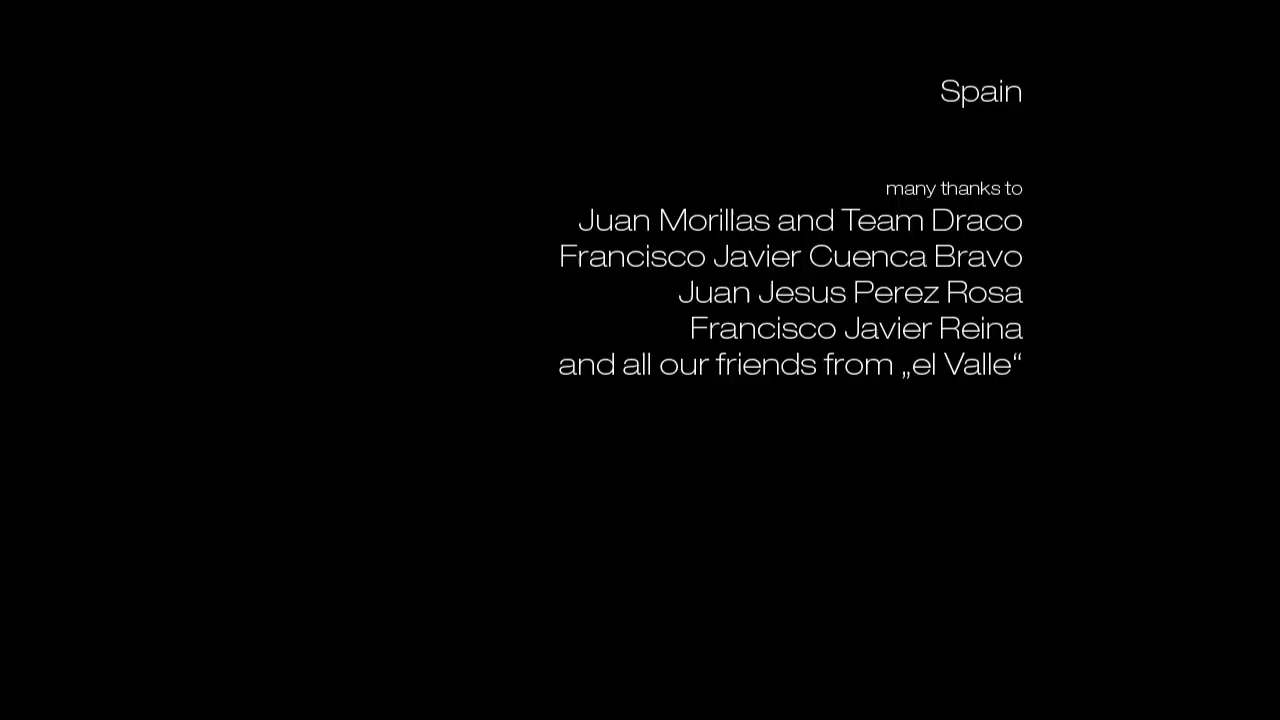 Spain
many thanks to
Juan Morillas and Team Draco
Francisco Javier Cuenca Bravo
Juan Jesus Perez Rosa
Francisco Javier Reina
and all our friends from „el Valle“